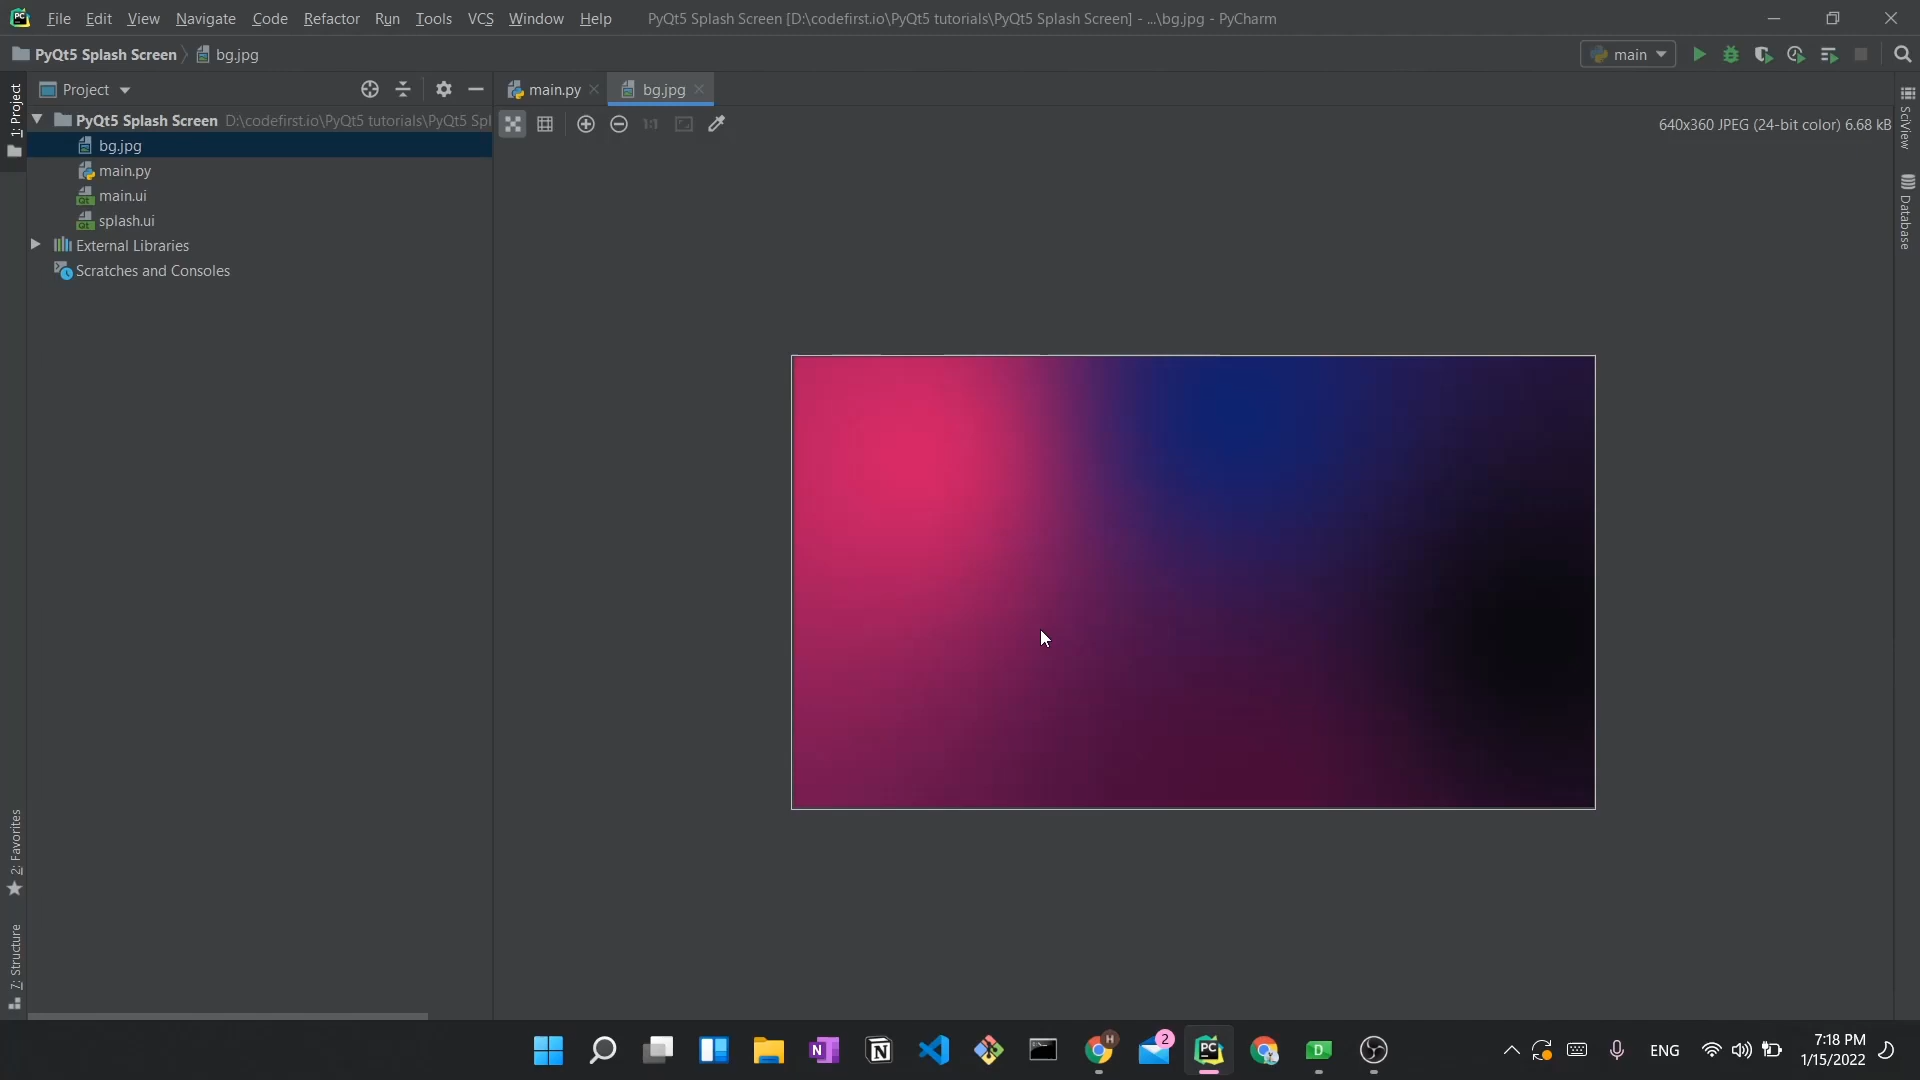 File Edit View Navigate Code Refactor Run Tools VCS Window Help PyQt5 Splash Screen [D:\codefirst.io\PyQt5 tutorials\PyQt5 Splash Screen] - ...\bg.jpg - PyCharm
PyQt5 Splash Screen bg.jpg main
1: Project
Project main.py bg.jpg
PyQt5 Splash Screen D:\codefirst.io\PyQt5 tutorials\PyQt5 Spl
1:1 640x360 JPEG (24-bit color) 6.68 kB
bg.jpg
main.py
main.ui
splash.ui
External Libraries
Scratches and Consoles
SciView
Database
2: Favorites
7: Structure
2
ENG
7:18 PM
1/15/2022